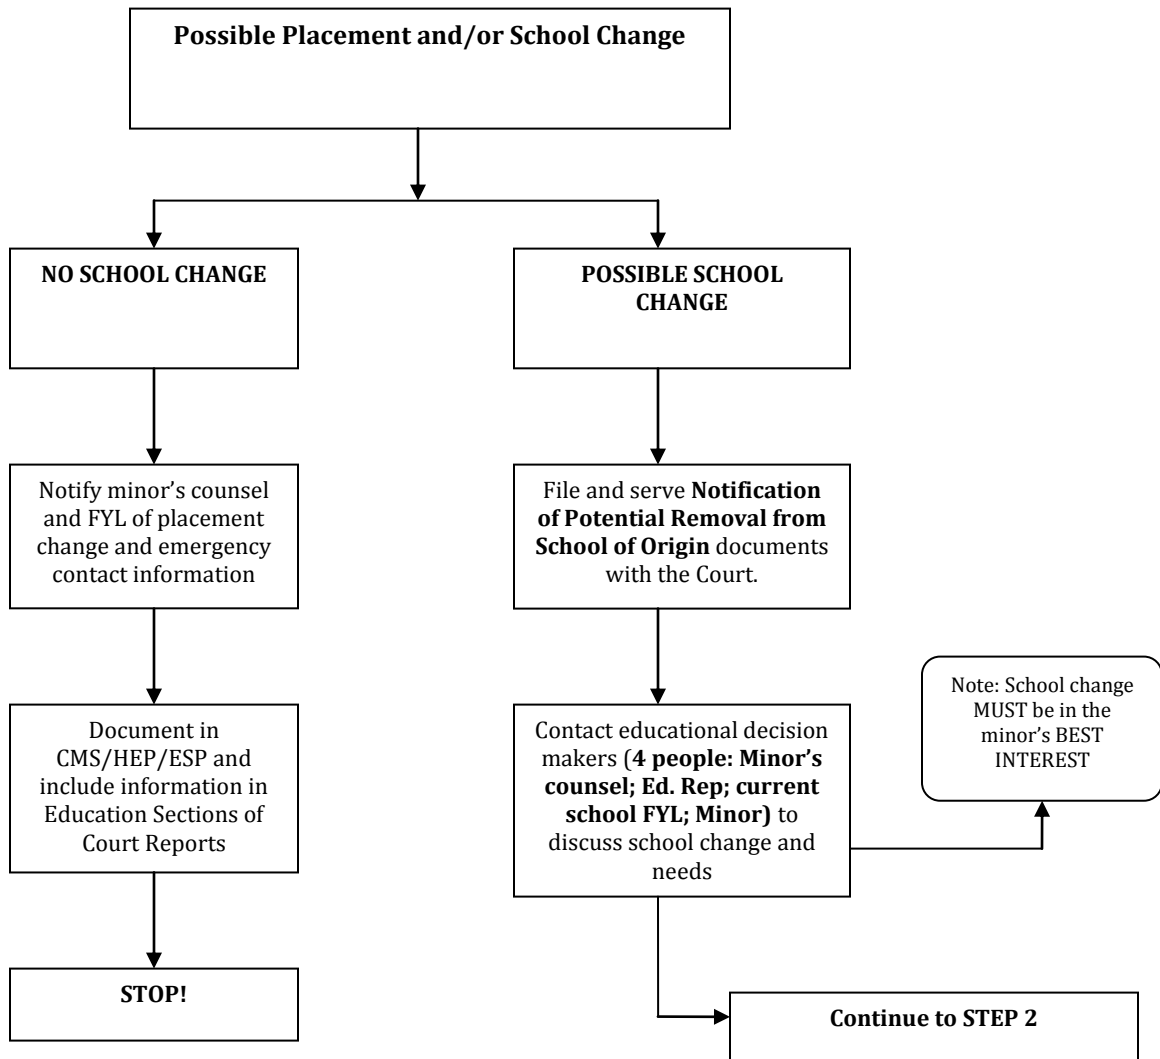 Possible Placement and/or School Change
NO SCHOOL CHANGE
POSSIBLE SCHOOL
CHANGE
Notify minor’s counsel
and FYL of placement
change and emergency
contact information
File and serve Notification
of Potential Removal from
School of Origin documents
with the Court.
Document in
CMS/HEP/ESP and
include information in
Education Sections of
Court Reports
Contact educational decision
makers (4 people: Minor’s
counsel; Ed. Rep; current
school FYL; Minor) to
discuss school change and
needs
Note: School change
MUST be in the
minor’s BEST
INTEREST
STOP!
Continue to STEP 2